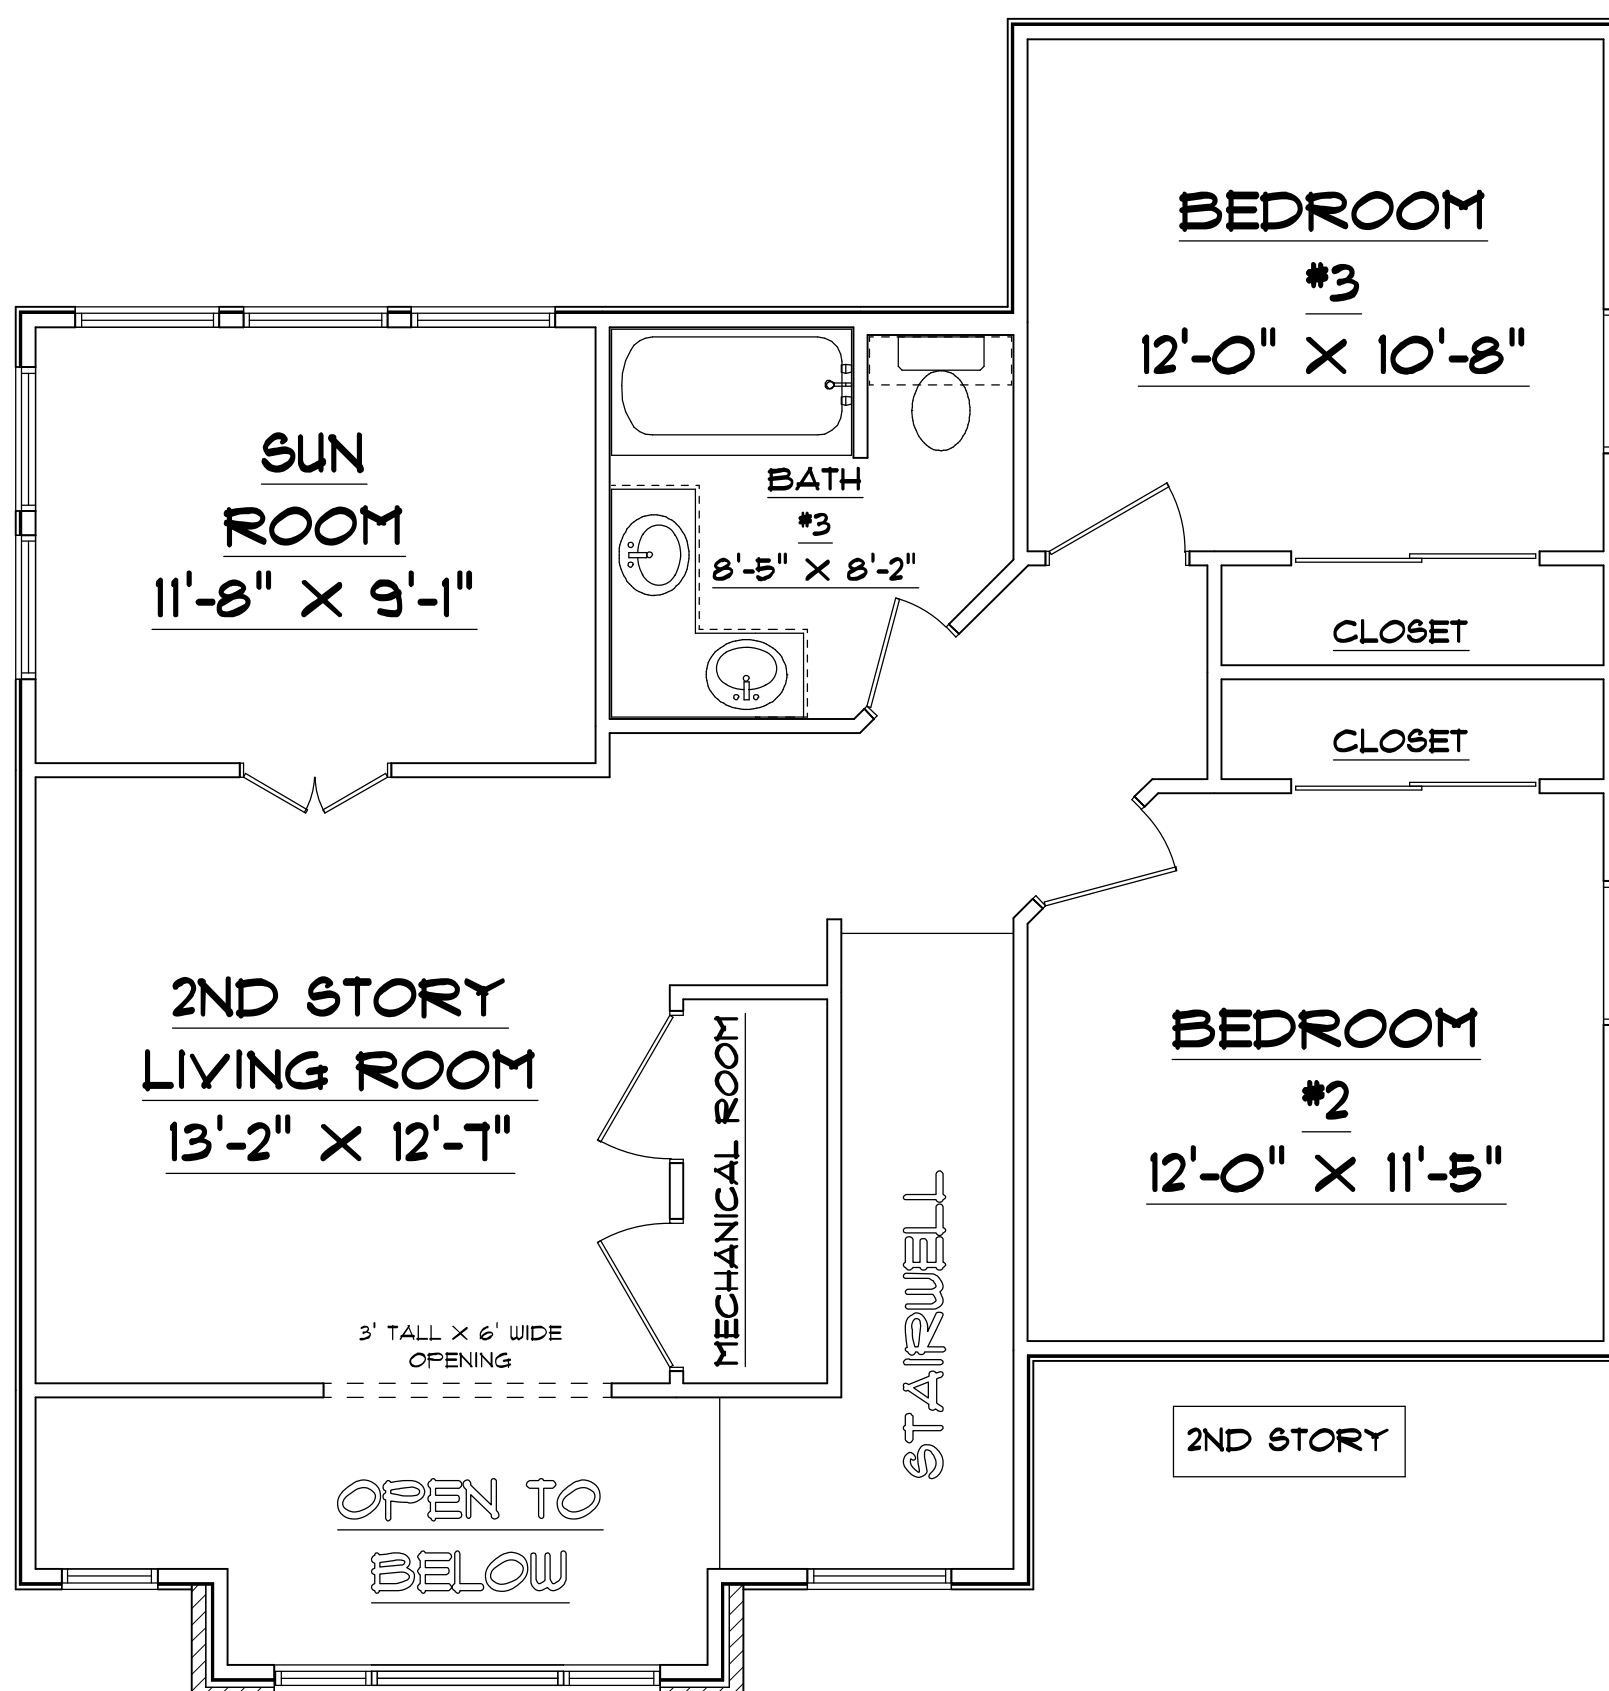 BEDROOM
#3
12'-0" X 10'-8"
SUN
ROOM
11'-8" X 9'-1"
BATH
#3
8'-5" X 8'-2"
CLOSET
CLOSET
2ND STORY
LIVING ROOM
13'-2" X 12'-7"
MECHANICAL ROOM
BEDROOM
#2
12'-0" X 11'-5"
STAIRWELL
3' TALL X 6' WIDE
OPENING
2ND STORY
OPEN TO
BELOW